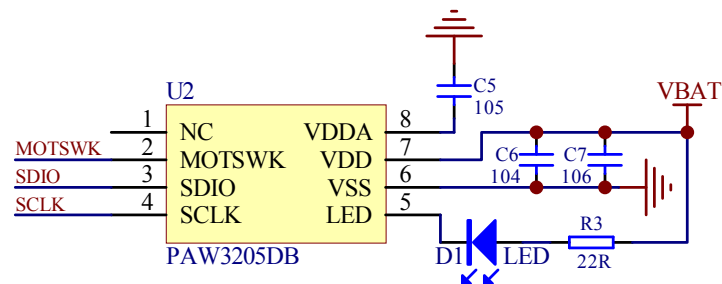 U2
C5
105
VBAT
1 NC VDDA 8
MOTSWK 2 MOTSWK VDD 7
SDIO 3 SDIO VSS 6
SCLK 4 SCLK LED 5
C6
104
C7
106
R3
22R
D1 LED
PAW3205DB